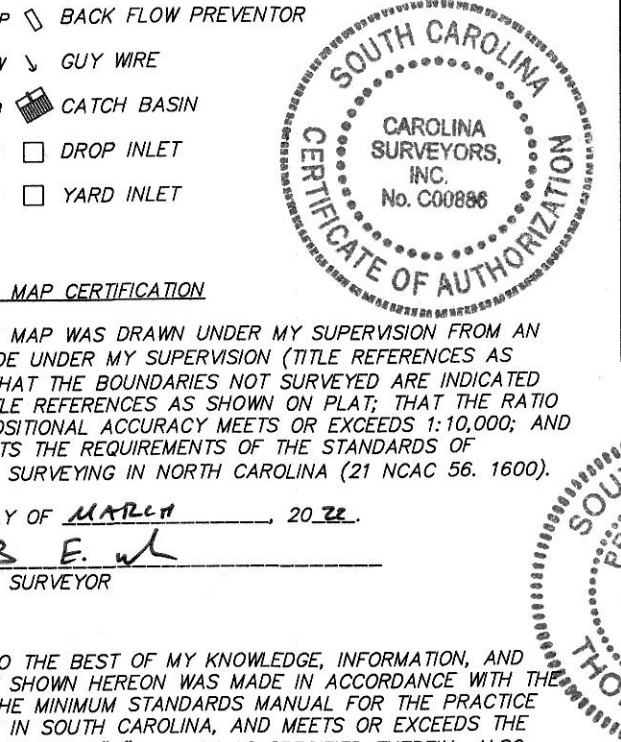 BACK FLOW PREVENTOR
GUY WIRE
CATCH BASIN
DROP INLET
YARD INLET
SOUTH CAROLINA
CERTIFICATE OF AUTHORIZATION
CAROLINA
SURVEYORS,
INC.
No. C00886
MAP CERTIFICATION
MAP WAS DRAWN UNDER MY SUPERVISION FROM AN
DE UNDER MY SUPERVISION (TITLE REFERENCES AS
HAT THE BOUNDARIES NOT SURVEYED ARE INDICATED
LE REFERENCES AS SHOWN ON PLAT; THAT THE RATIO
OSITIONAL ACCURACY MEETS OR EXCEEDS 1:10,000; AND
TS THE REQUIREMENTS OF THE STANDARDS OF
SURVEYING IN NORTH CAROLINA (21 NCAC 56. 1600).
Y OF MARCH, 2022.
E.
SURVEYOR
SOU
THO
O THE BEST OF MY KNOWLEDGE, INFORMATION, AND
SHOWN HEREON WAS MADE IN ACCORDANCE WITH THE
HE MINIMUM STANDARDS MANUAL FOR THE PRACTICE
IN SOUTH CAROLINA, AND MEETS OR EXCEEDS THE